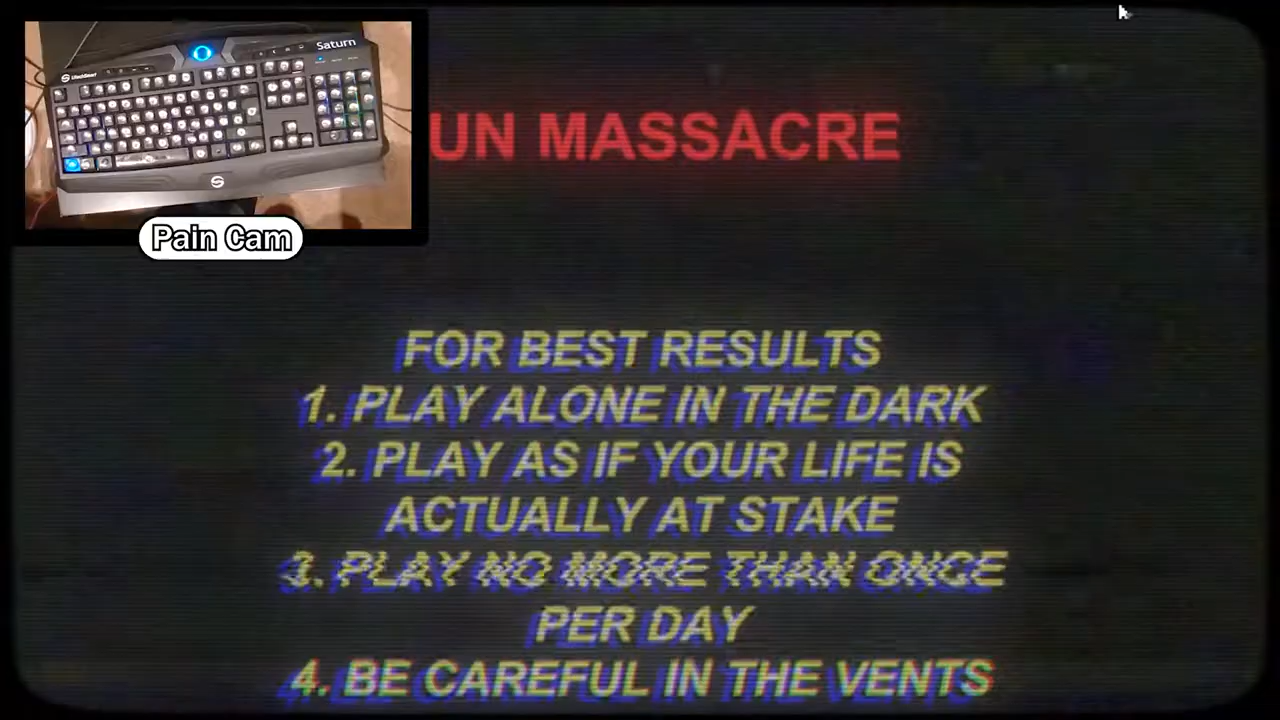 Saturn
UtechSmart
Pain Cam
UN MASSACRE
FOR BEST RESULTS
1. PLAY ALONE IN THE DARK
2. PLAY AS IF YOUR LIFE IS
ACTUALLY AT STAKE
3. PLAY NO MORE THAN ONCE
PER DAY
4. BE CAREFUL IN THE VENTS